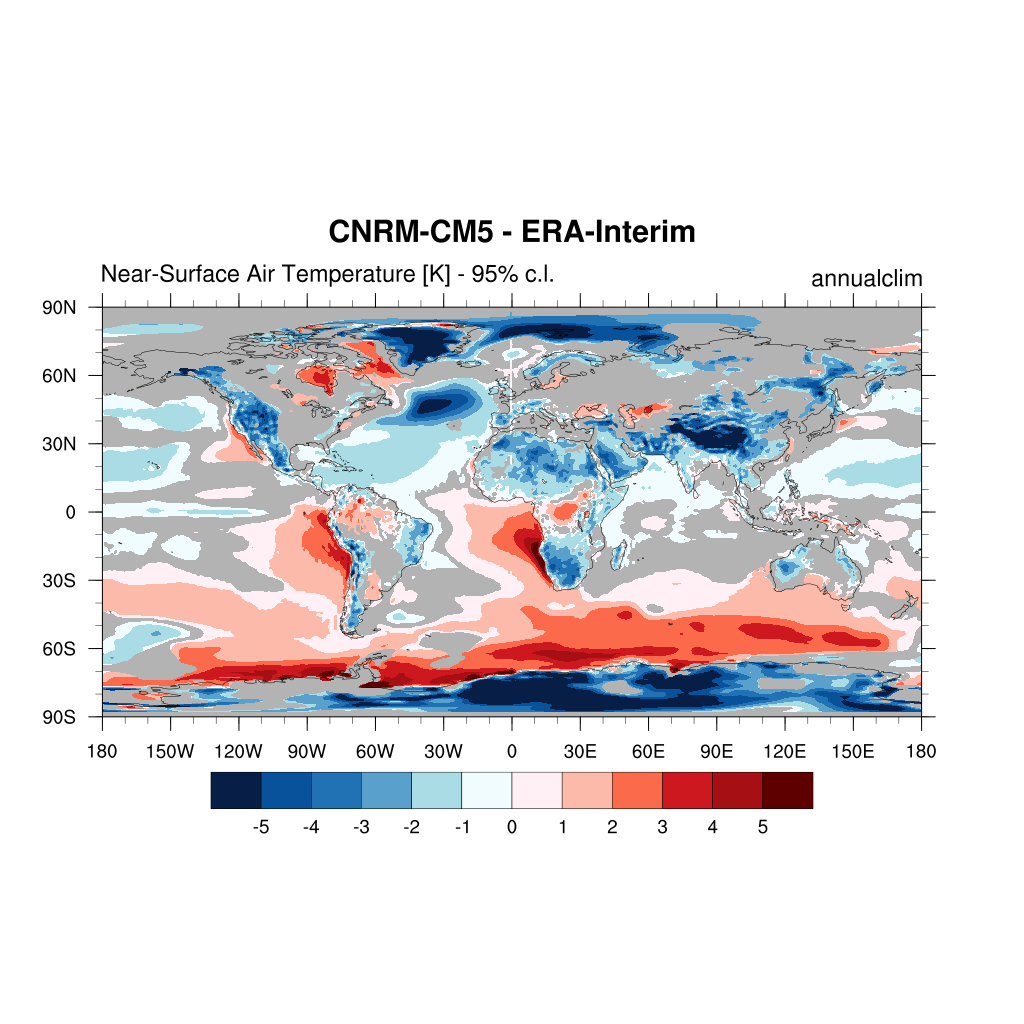 CNRM-CM5 - ERA-Interim
Near-Surface Air Temperature [K] - 95% c.l.
annualclim
90N
60N
30N
0
30S
60S
90S
180 150W 120W 90W 60W 30W 0 30E 60E 90E 120E 150E 180
-5 -4 -3 -2 -1 0 1 2 3 4 5